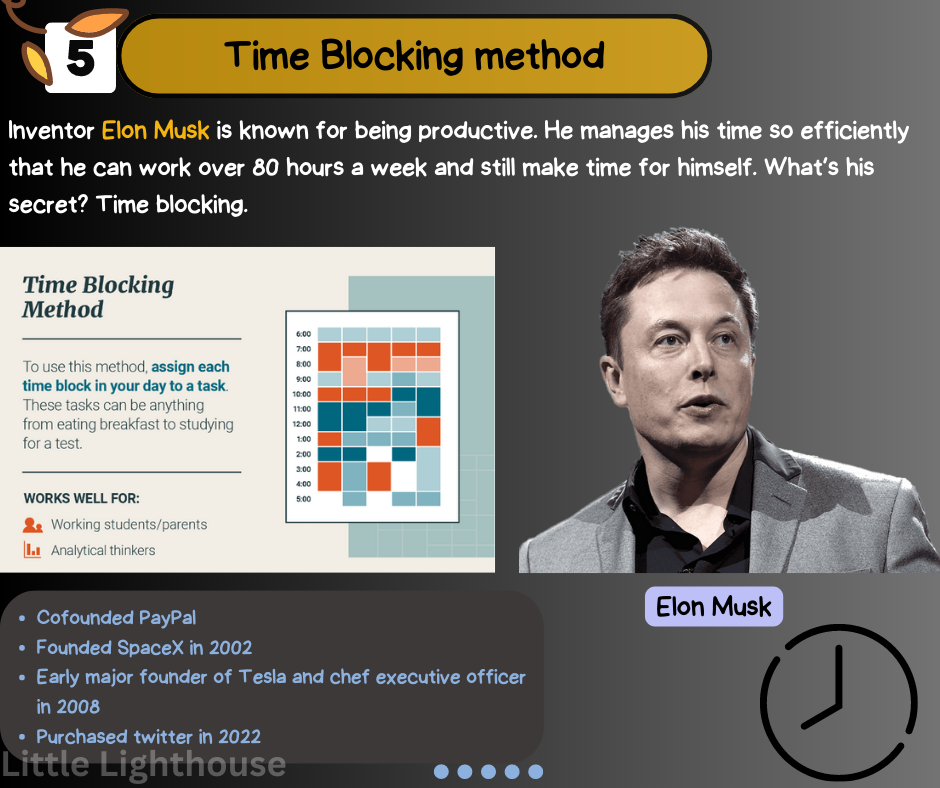 5
Time Blocking method
Inventor Elon Musk is known for being productive. He manages his time so efficiently
that he can work over 80 hours a week and still make time for himself. What's his
secret? Time blocking.
Time Blocking
Method
To use this method, assign each
time block in your day to a task.
These tasks can be anything
from eating breakfast to studying
for a test.
WORKS WELL FOR:
Working students/parents
Analytical thinkers
6:00
7:00
8:00
9:00
10:00
11:00
12:00
1:00
2:00
3:00
4:00
5:00
Elon Musk
• Cofounded PayPal
• Founded SpaceX in 2002
• Early major founder of Tesla and chef executive officer
in 2008
• Purchased twitter in 2022
Little Lighthouse